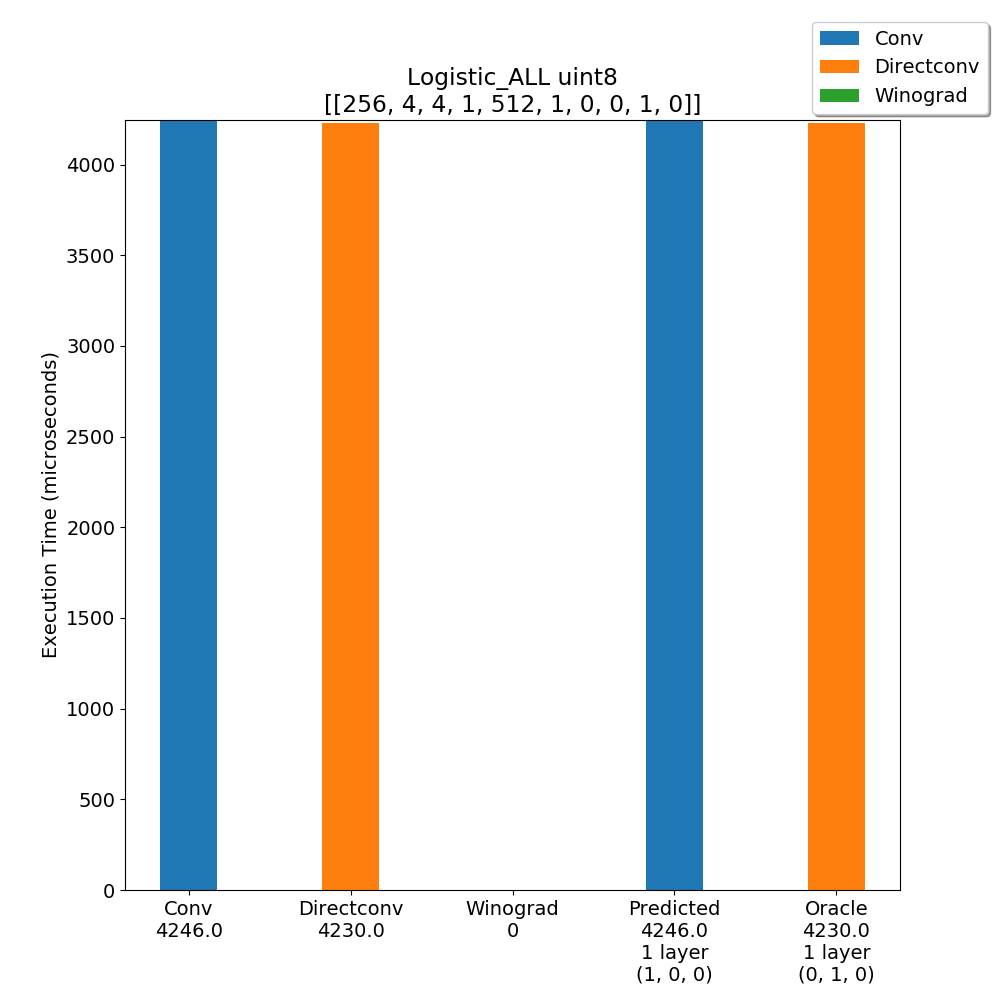 Conv
Directconv
Winograd
Logistic_ALL uint8
[[256, 4, 4, 1, 512, 1, 0, 0, 1, 0]]
Execution Time (microseconds)
4000
3500
3000
2500
2000
1500
1000
500
0
Conv
4246.0
Directconv
4230.0
Winograd
0
Predicted
4246.0
1 layer
(1, 0, 0)
Oracle
4230.0
1 layer
(0, 1, 0)